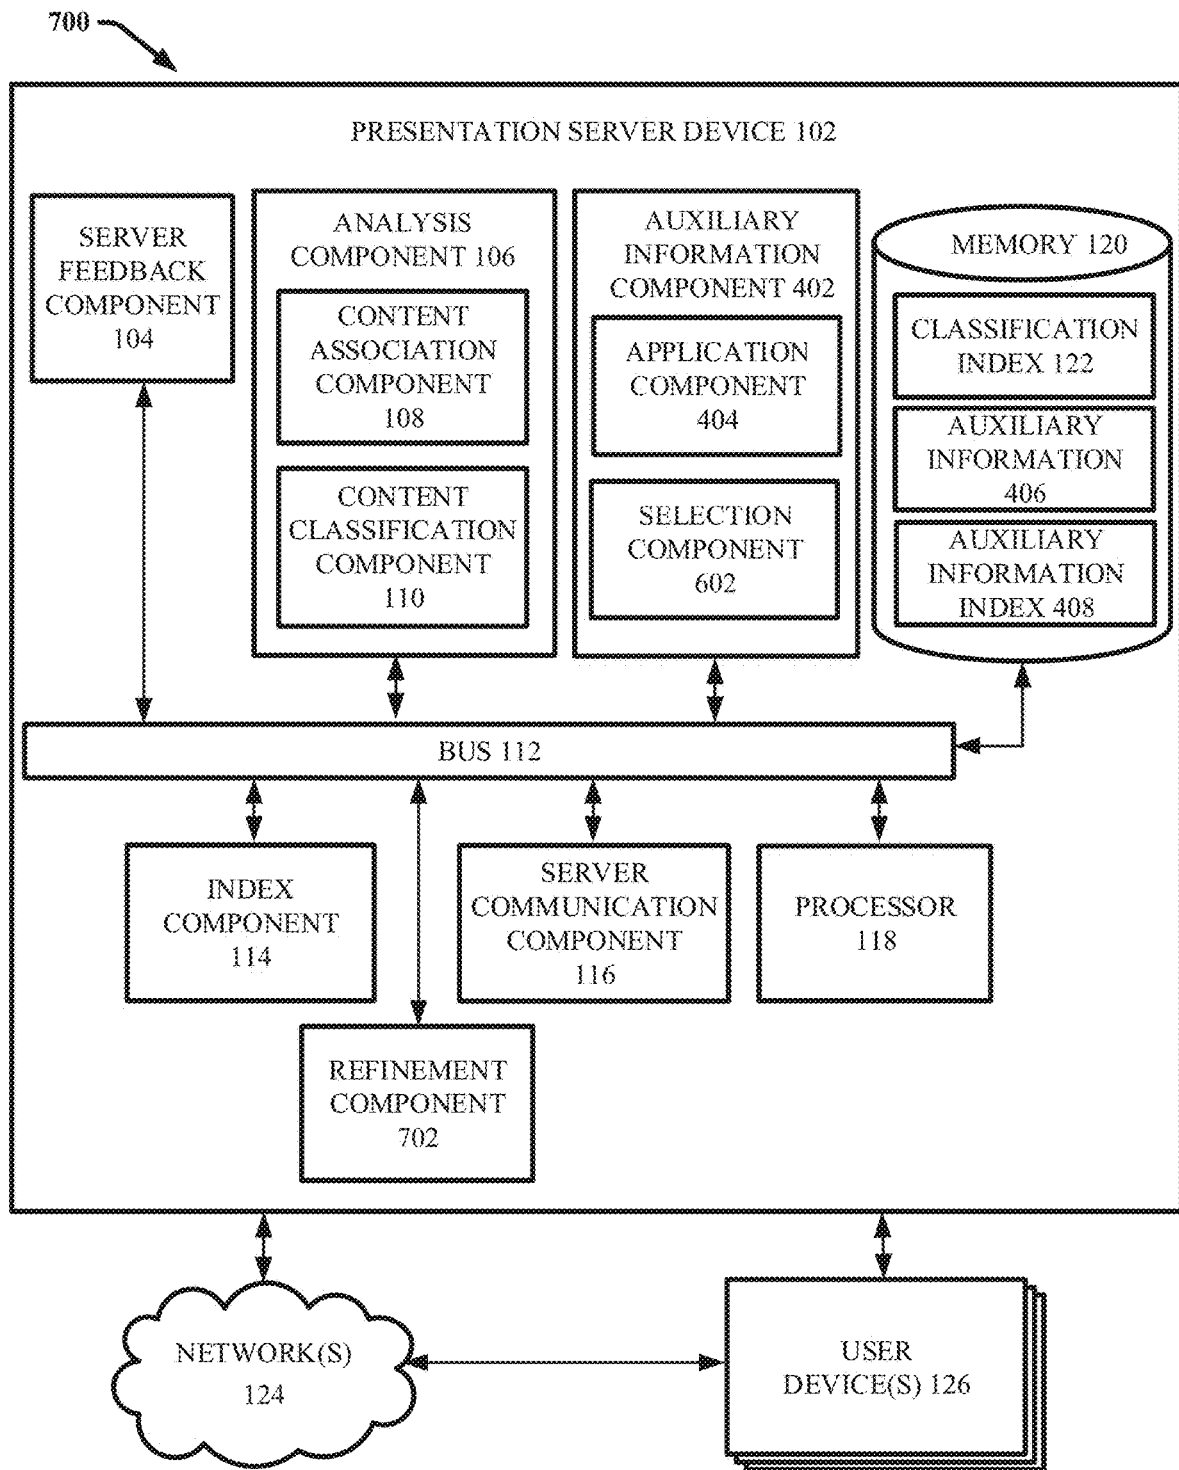 700
PRESENTATION SERVER DEVICE 102
SERVER
FEEDBACK
COMPONENT
104
ANALYSIS
COMPONENT 106
CONTENT
ASSOCIATION
COMPONENT
108
CONTENT
CLASSIFICATION
COMPONENT
110
AUXILIARY
INFORMATION
COMPONENT 402
APPLICATION
COMPONENT
404
SELECTION
COMPONENT
602
MEMORY 120
CLASSIFICATION
INDEX 122
AUXILIARY
INFORMATION
406
AUXILIARY
INFORMATION
INDEX 408
BUS 112
INDEX
COMPONENT
114
SERVER
COMMUNICATION
COMPONENT
116
PROCESSOR
118
REFINEMENT
COMPONENT
702
NETWORK(S)
124
USER
DEVICE(S) 126